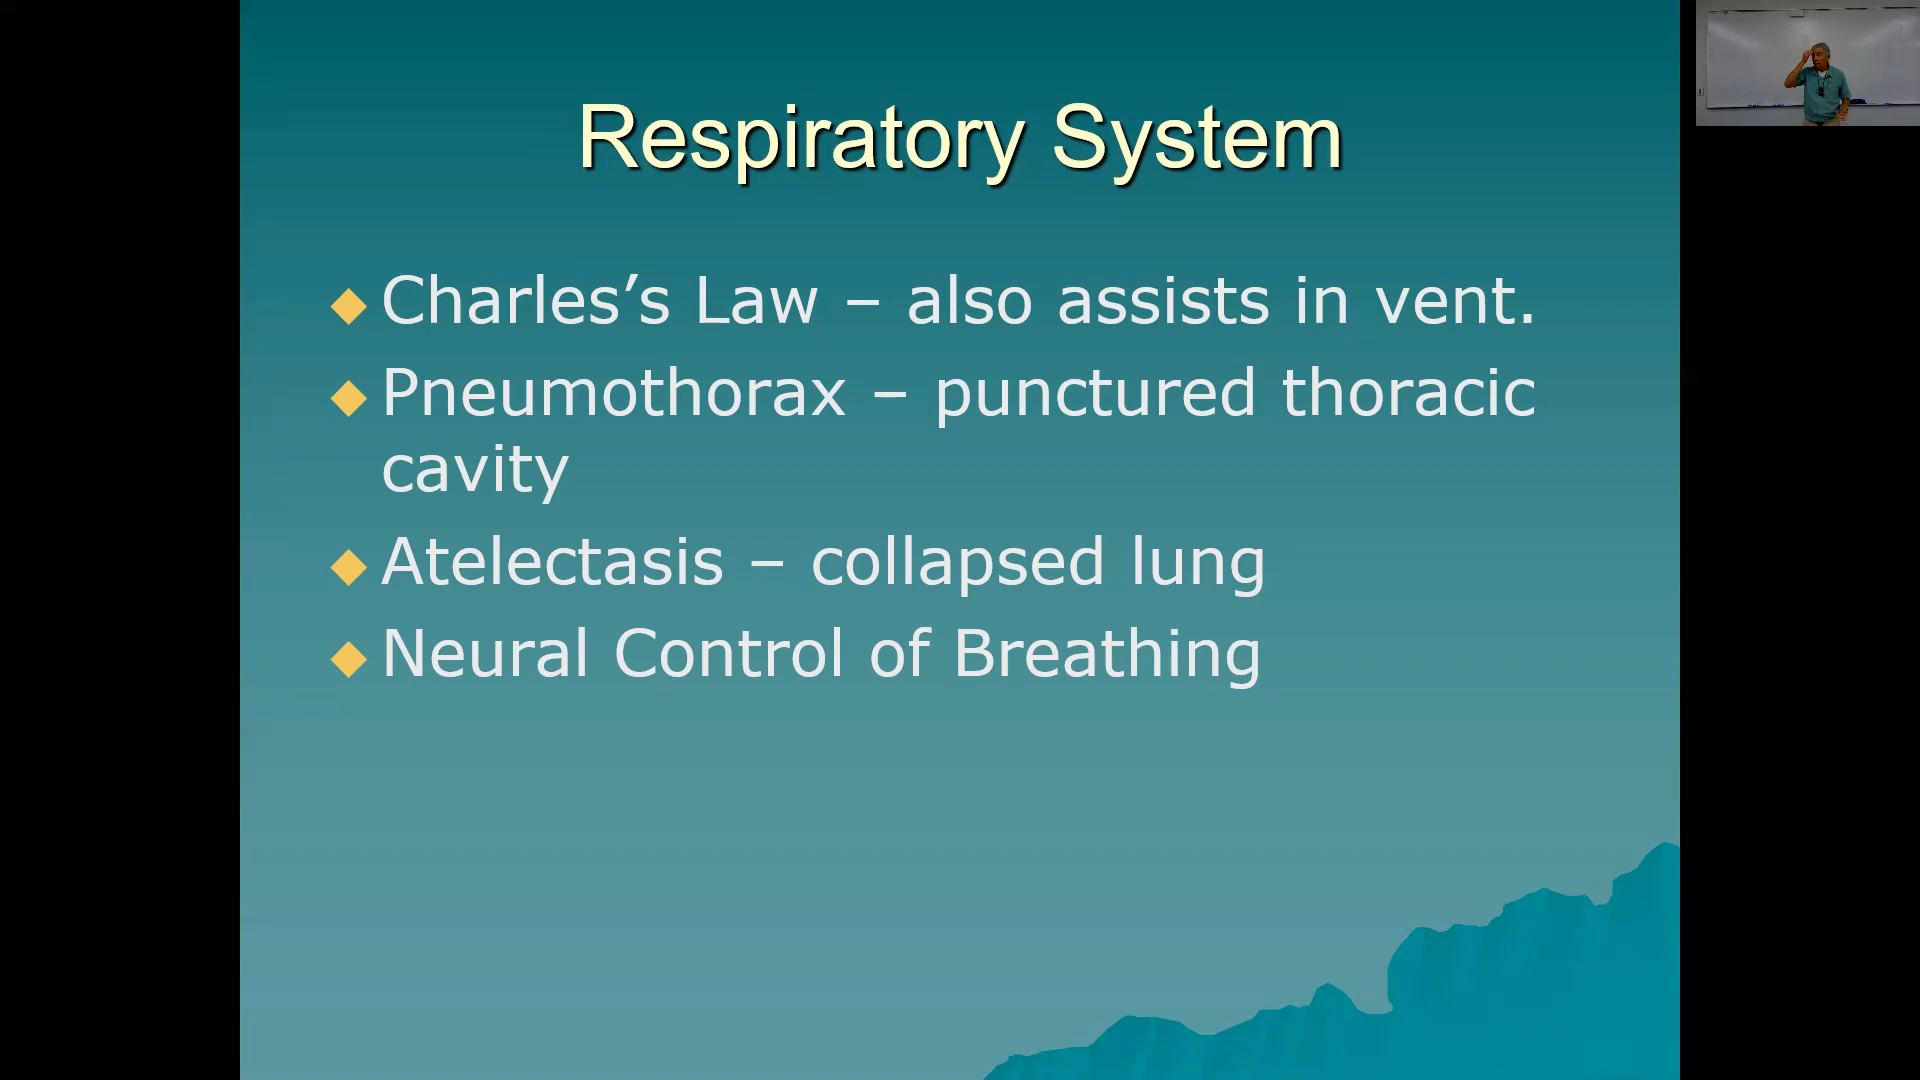 Respiratory System
Charles’s Law – also assists in vent.
Pneumothorax – punctured thoracic
cavity
Atelectasis – collapsed lung
Neural Control of Breathing